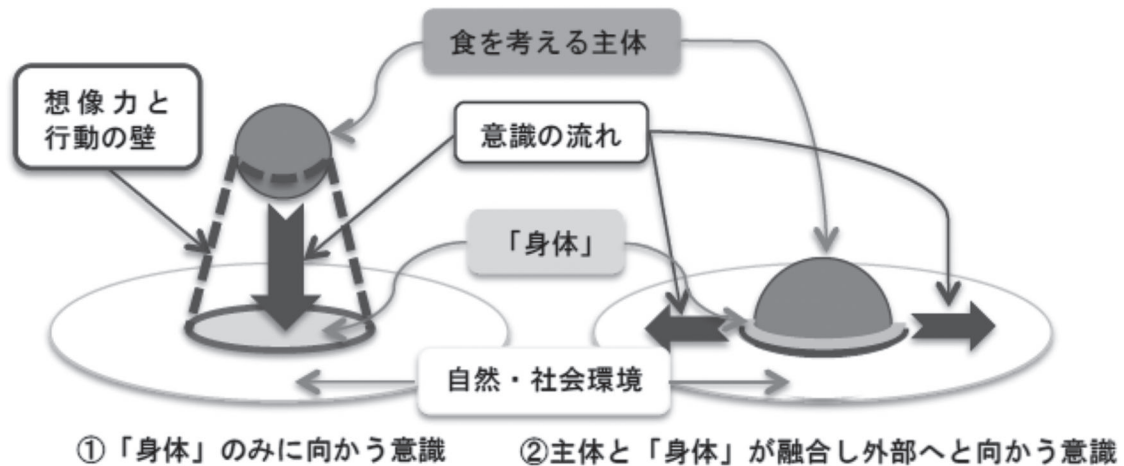 食を考える主体
想像力と
行動の壁
意識の流れ
「身体」
自然・社会環境
①「身体」のみに向かう意識
②主体と「身体」が融合し外部へと向かう意識